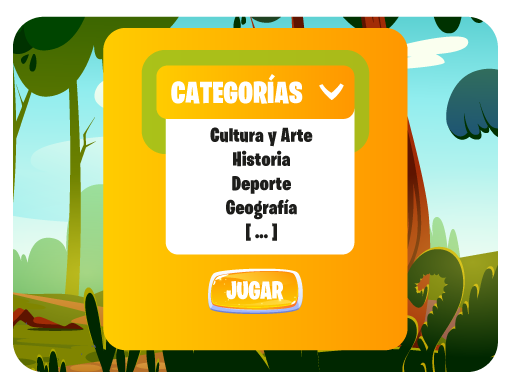 CATEGORÍAS
Cultura y Arte
Historia
Deporte
Geografía
[ ... ]
JUGAR